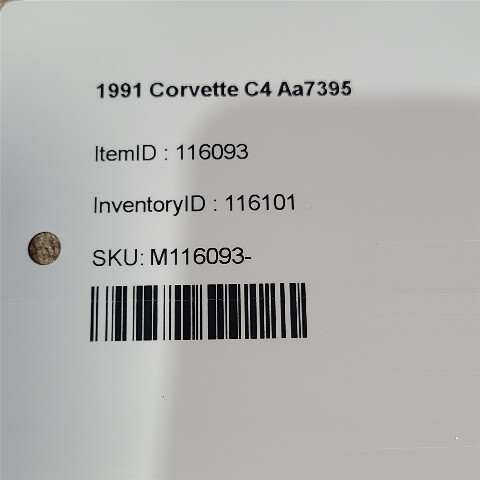 1991 Corvette C4 Aa7395
ItemID : 116093
InventoryID : 116101
SKU: M116093-